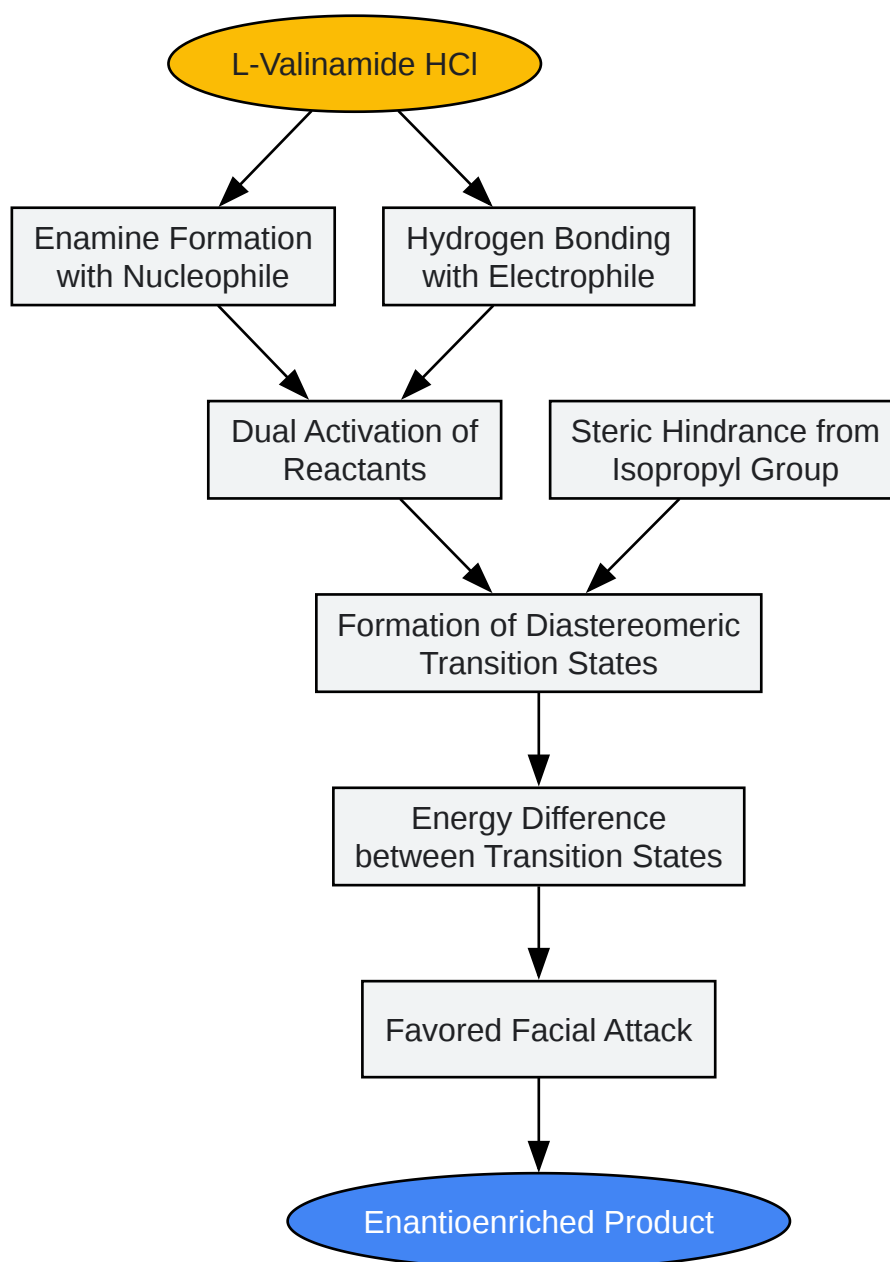 L-Valinamide HCl
Enamine Formation
with Nucleophile
Hydrogen Bonding
with Electrophile
Dual Activation of
Reactants
Steric Hindrance from
Isopropyl Group
Formation of Diastereomeric
Transition States
Energy Difference
between Transition States
Favored Facial Attack
Enantioenriched Product